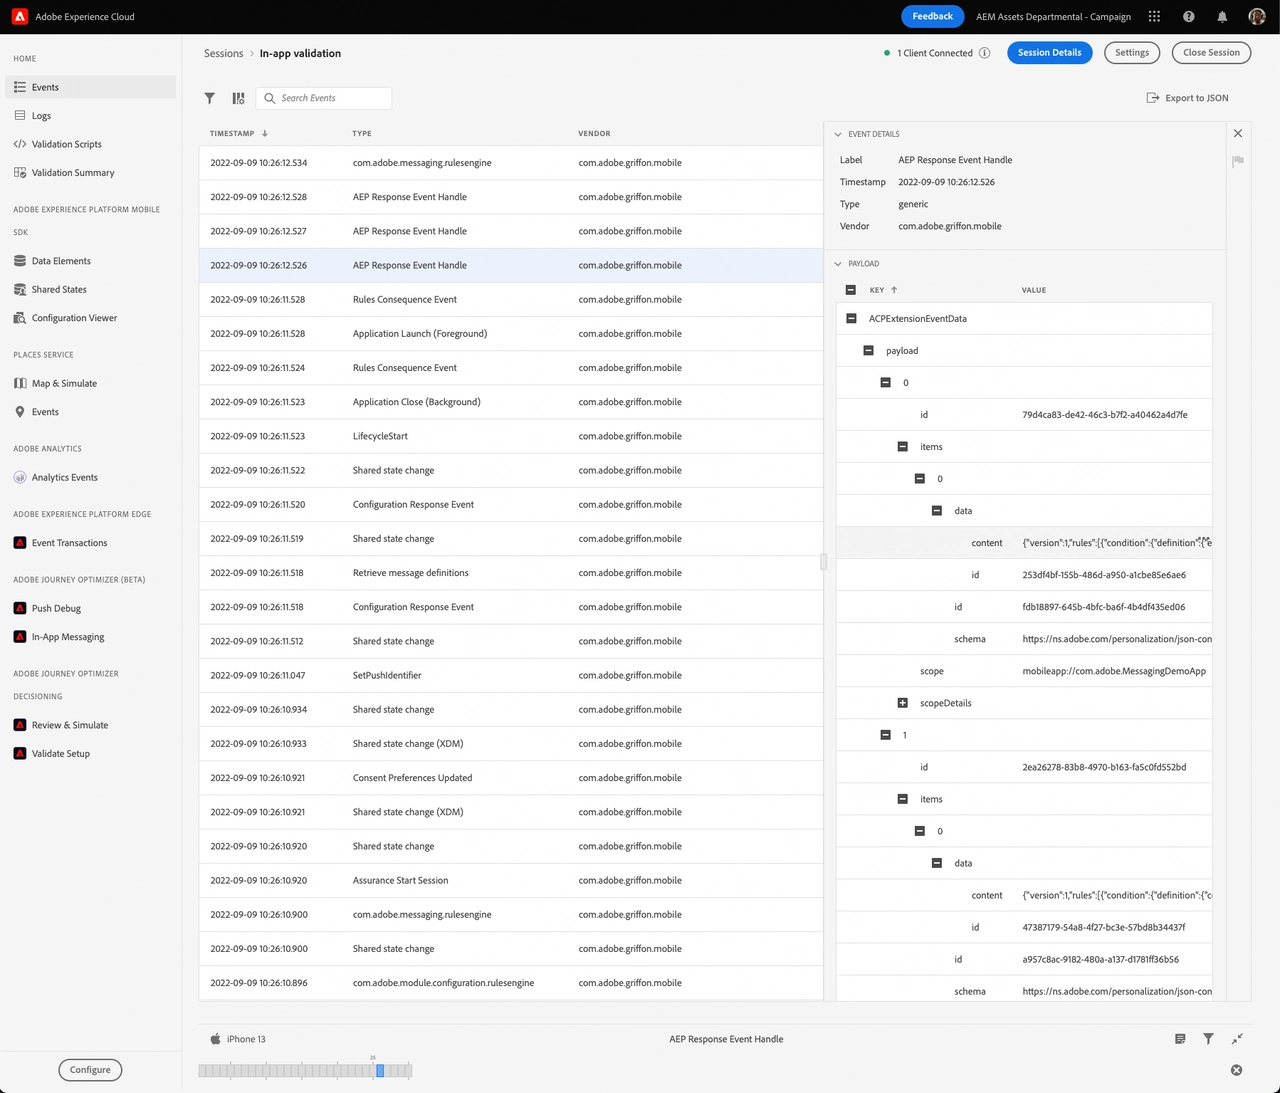 Adobe Experience Cloud
Feedback
AEM Assets Departmental - Campaign
HOME
Events
Logs
Validation Scripts
Validation Summary
ADOBE EXPERIENCE PLATFORM MOBILE
SDK
Data Elements
Shared States
Configuration Viewer
PLACES SERVICE
Map & Simulate
Events
ADOBE ANALYTICS
Analytics Events
ADOBE EXPERIENCE PLATFORM EDGE
Event Transactions
ADOBE JOURNEY OPTIMIZER (BETA)
Push Debug
In-App Messaging
ADOBE JOURNEY OPTIMIZER
DECISIONING
Review & Simulate
Validate Setup
Configure
Sessions > In-app validation
1 Client Connected
Session Details
Settings
Close Session
Search Events
Export to JSON
TIMESTAMP TYPE VENDOR
2022-09-09 10:26:12.534 com.adobe.messaging.rulesengine com.adobe.griffon.mobile
2022-09-09 10:26:12.528 AEP Response Event Handle com.adobe.griffon.mobile
2022-09-09 10:26:12.527 AEP Response Event Handle com.adobe.griffon.mobile
2022-09-09 10:26:12.526 AEP Response Event Handle com.adobe.griffon.mobile
2022-09-09 10:26:11.528 Rules Consequence Event com.adobe.griffon.mobile
2022-09-09 10:26:11.528 Application Launch (Foreground) com.adobe.griffon.mobile
2022-09-09 10:26:11.524 Rules Consequence Event com.adobe.griffon.mobile
2022-09-09 10:26:11.523 Application Close (Background) com.adobe.griffon.mobile
2022-09-09 10:26:11.523 LifecycleStart com.adobe.griffon.mobile
2022-09-09 10:26:11.522 Shared state change com.adobe.griffon.mobile
2022-09-09 10:26:11.520 Configuration Response Event com.adobe.griffon.mobile
2022-09-09 10:26:11.519 Shared state change com.adobe.griffon.mobile
2022-09-09 10:26:11.518 Retrieve message definitions com.adobe.griffon.mobile
2022-09-09 10:26:11.518 Configuration Response Event com.adobe.griffon.mobile
2022-09-09 10:26:11.512 Shared state change com.adobe.griffon.mobile
2022-09-09 10:26:11.047 SetPushIdentifier com.adobe.griffon.mobile
2022-09-09 10:26:10.934 Shared state change com.adobe.griffon.mobile
2022-09-09 10:26:10.933 Shared state change (XDM) com.adobe.griffon.mobile
2022-09-09 10:26:10.921 Consent Preferences Updated com.adobe.griffon.mobile
2022-09-09 10:26:10.921 Shared state change (XDM) com.adobe.griffon.mobile
2022-09-09 10:26:10.920 Shared state change com.adobe.griffon.mobile
2022-09-09 10:26:10.920 Assurance Start Session com.adobe.griffon.mobile
2022-09-09 10:26:10.900 com.adobe.messaging.rulesengine com.adobe.griffon.mobile
2022-09-09 10:26:10.900 Shared state change com.adobe.griffon.mobile
2022-09-09 10:26:10.896 com.adobe.module.configuration.rulesengine com.adobe.griffon.mobile
EVENT DETAILS
Label AEP Response Event Handle
Timestamp 2022-09-09 10:26:12.526
Type generic
Vendor com.adobe.griffon.mobile
PAYLOAD
KEY VALUE
ACPExtensionEventData
payload
0
id 79d4ca83-de42-46c3-b7f2-a40462a4d7fe
items
0
data
content {"version":1,"rules":[{"condition":{"definition":{"e
id 253df4bf-155b-486d-a950-a1cbe85e6ae6
id fdb18897-645b-4bfc-ba6f-4b4df435ed06
schema https://ns.adobe.com/personalization/json-con
scope mobileapp://com.adobe.MessagingDemoApp
scopeDetails
1
id 2ea26278-83b8-4970-b163-fa5c0fd552bd
items
0
data
content {"version":1,"rules":[{"condition":{"definition":{"c
id 47387179-54a8-4f27-bc3e-57bd8b34437f
id a957c8ac-9182-480a-a137-d1781ff36b56
schema https://ns.adobe.com/personalization/json-con
iPhone 13
AEP Response Event Handle
25